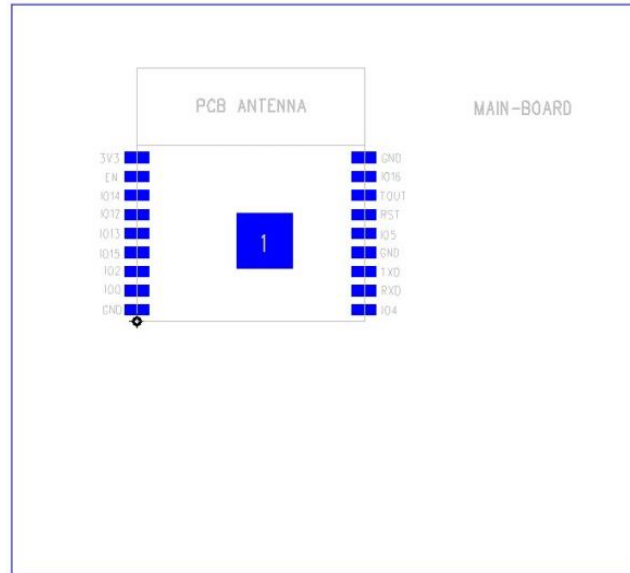 PCB ANTENNA
MAIN-BOARD
3V3 GND
EN IO16
IO14 TOUT
IO12 RST
IO13 IO5
IO15 GND
IO2 TXD
IO0 RXD
GND IO4
1